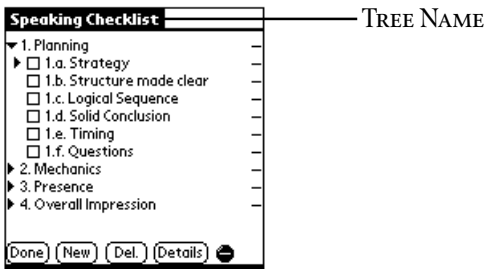 Speaking Checklist
Tree Name
1. Planning
1.a. Strategy
1.b. Structure made clear
1.c. Logical Sequence
1.d. Solid Conclusion
1.e. Timing
1.f. Questions
2. Mechanics
3. Presence
4. Overall Impression
Done New Del. Details